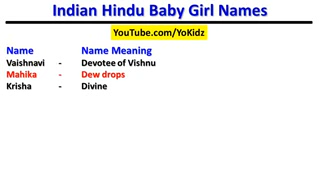 Indian Hindu Baby Girl Names
YouTube.com/YoKidz
Name Name Meaning
Vaishnavi - Devotee of Vishnu
Mahika - Dew drops
Krisha - Divine